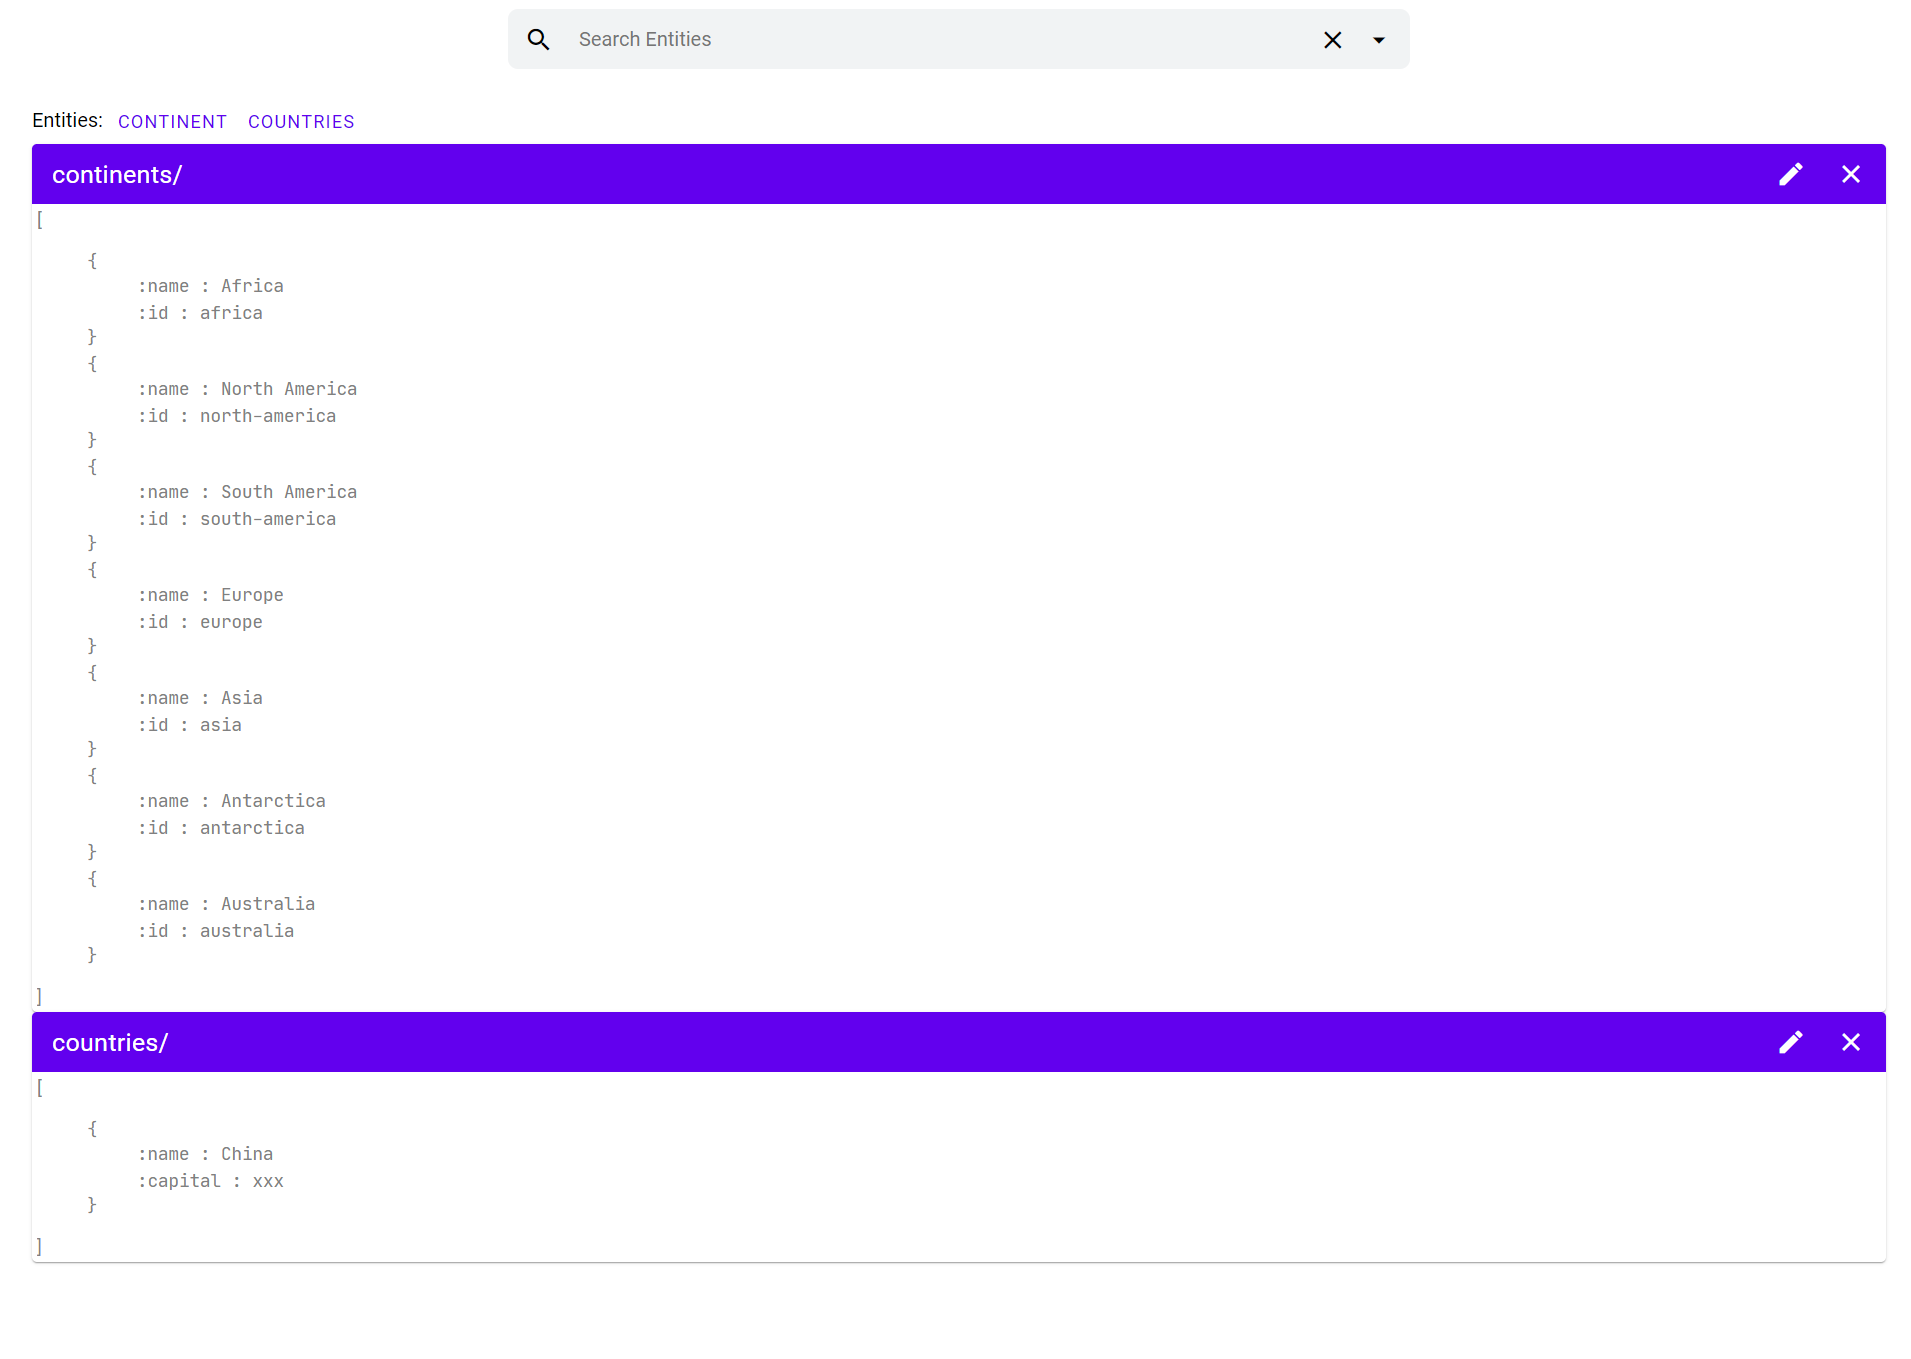 Search Entities
Entities: CONTINENT COUNTRIES
continents/
[
{
:name : Africa
:id : africa
}
{
:name : North America
:id : north-america
}
{
:name : South America
:id : south-america
}
{
:name : Europe
:id : europe
}
{
:name : Asia
:id : asia
}
{
:name : Antarctica
:id : antarctica
}
{
:name : Australia
:id : australia
}
]
countries/
[
{
:name : China
:capital : xxx
}
]